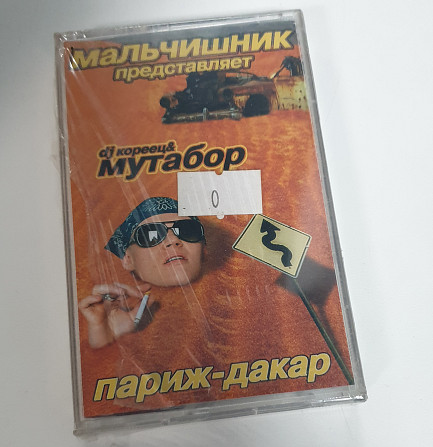 мальчишник
представляет
dj кореец&
мутабор
0
париж-дакар